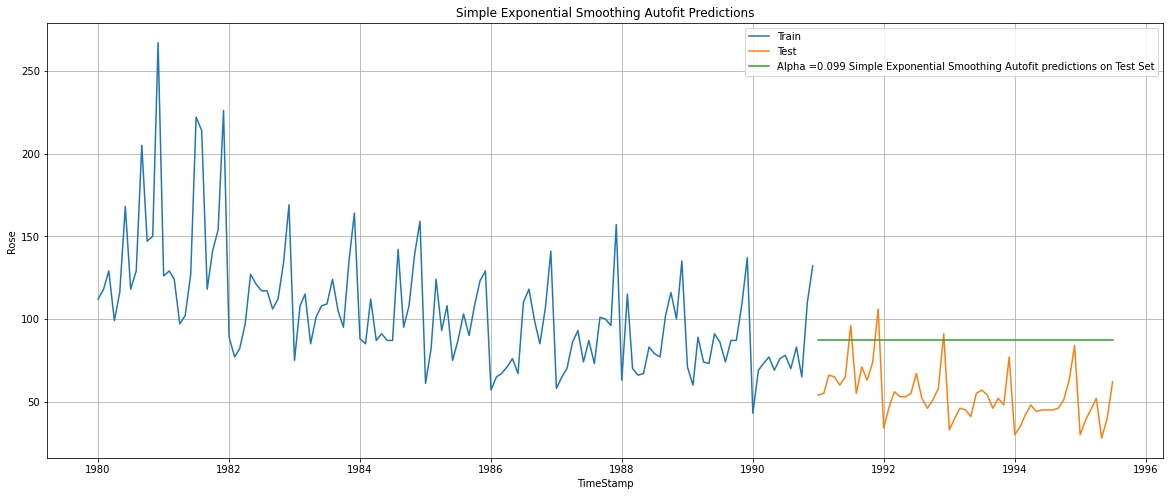 Simple Exponential Smoothing Autofit Predictions
Train
Test
Alpha =0.099 Simple Exponential Smoothing Autofit predictions on Test Set
250
200
150
100
50
Rose
1980
1982
1984
1986
1988
1990
1992
1994
1996
TimeStamp